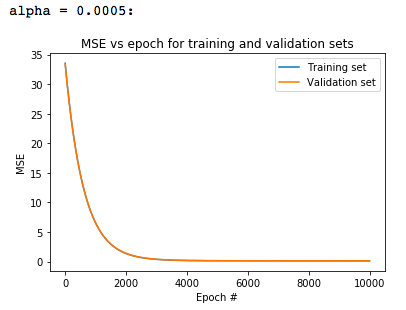 alpha = 0.0005:
MSE vs epoch for training and validation sets
Training set
Validation set
35
30
25
20
15
10
5
0
MSE
0 2000 4000 6000 8000 10000
Epoch #